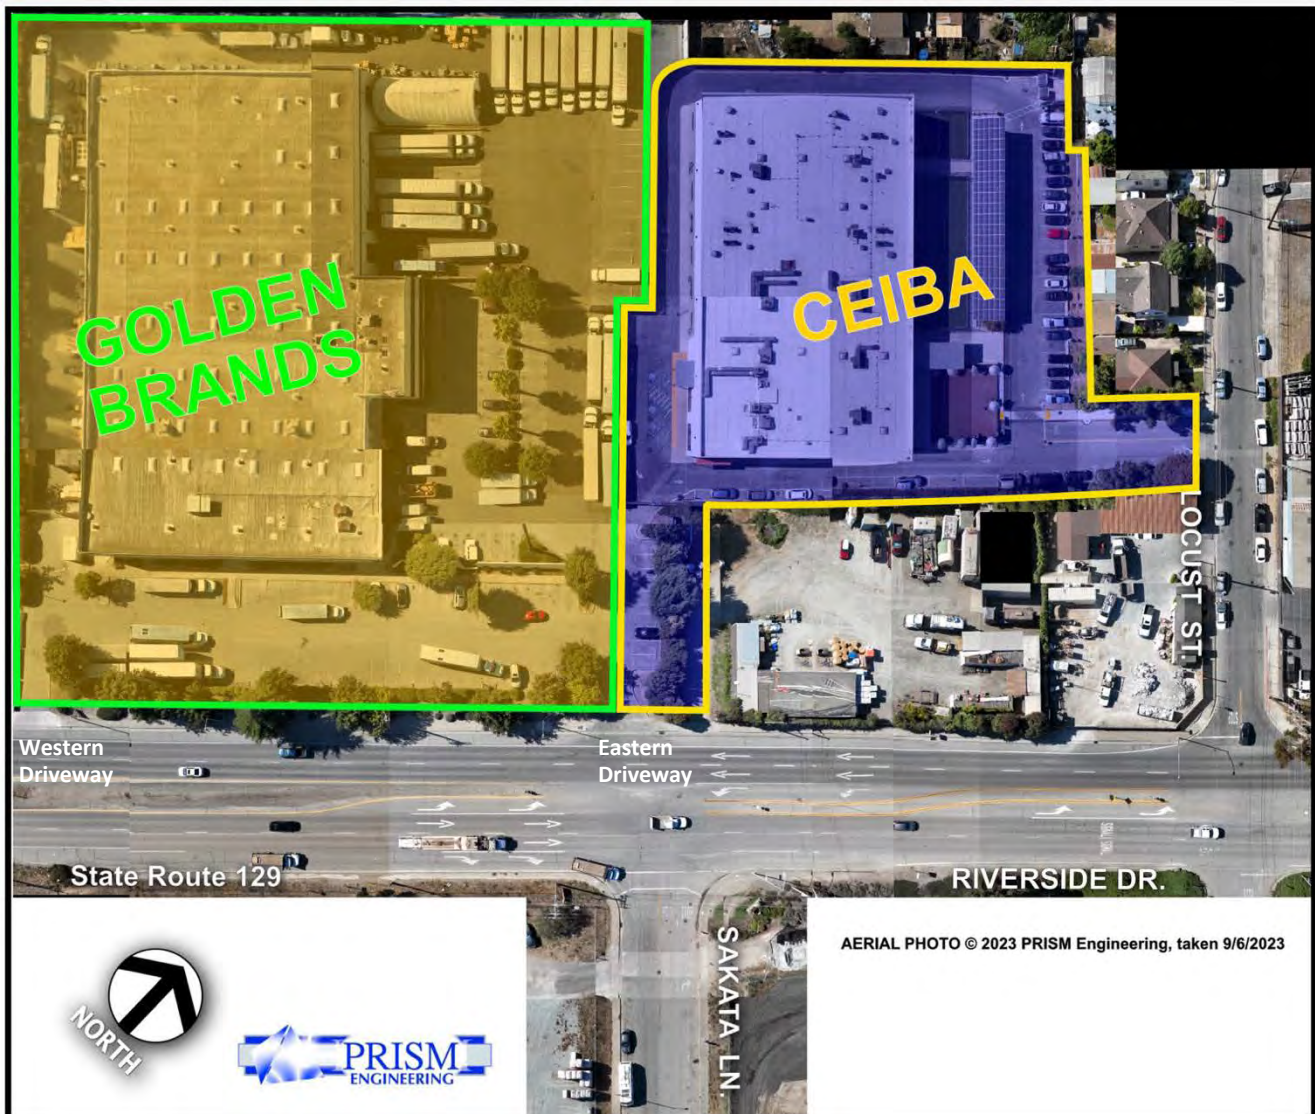 GOLDEN
BRANDS
CEIBA
LOCUST ST.
Western
Driveway
Eastern
Driveway
State Route 129
RIVERSIDE DR.
SAKATA LN.
AERIAL PHOTO © 2023 PRISM Engineering, taken 9/6/2023
NORTH
PRISM
ENGINEERING